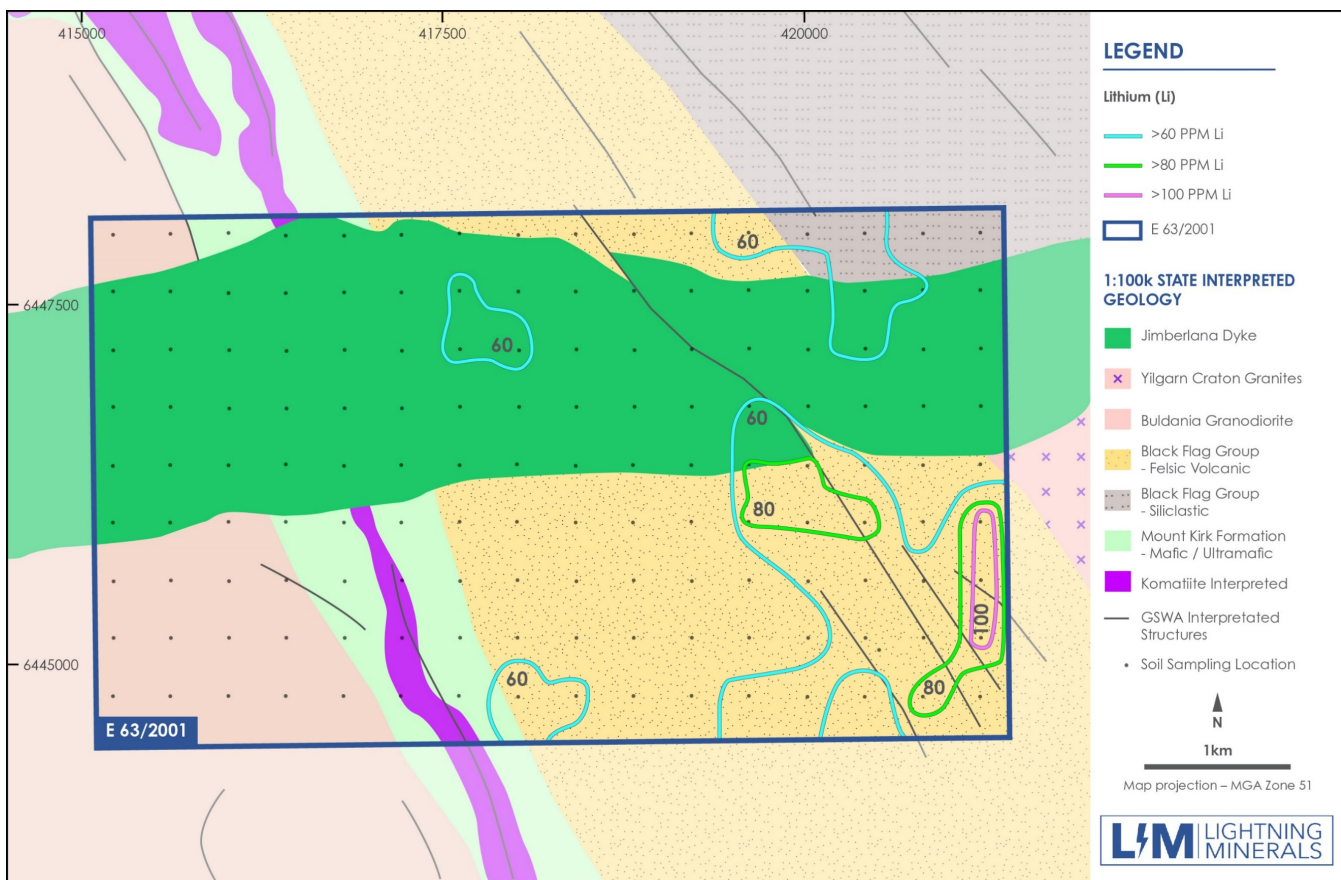 415000
417500
420000
6447500
6445000
60
60
60
80
100
60
80
E 63/2001
LEGEND
Lithium (Li)
>60 PPM Li
>80 PPM Li
>100 PPM Li
E 63/2001
1:100k STATE INTERPRETED
GEOLOGY
Jimberlana Dyke
Yilgarn Craton Granites
Buldania Granodiorite
Black Flag Group
- Felsic Volcanic
Black Flag Group
- Siliclastic
Mount Kirk Formation
- Mafic / Ultramafic
Komatiite Interpreted
GSWA Interpretated
Structures
Soil Sampling Location
N
1km
Map projection – MGA Zone 51
LM LIGHTNING
MINERALS